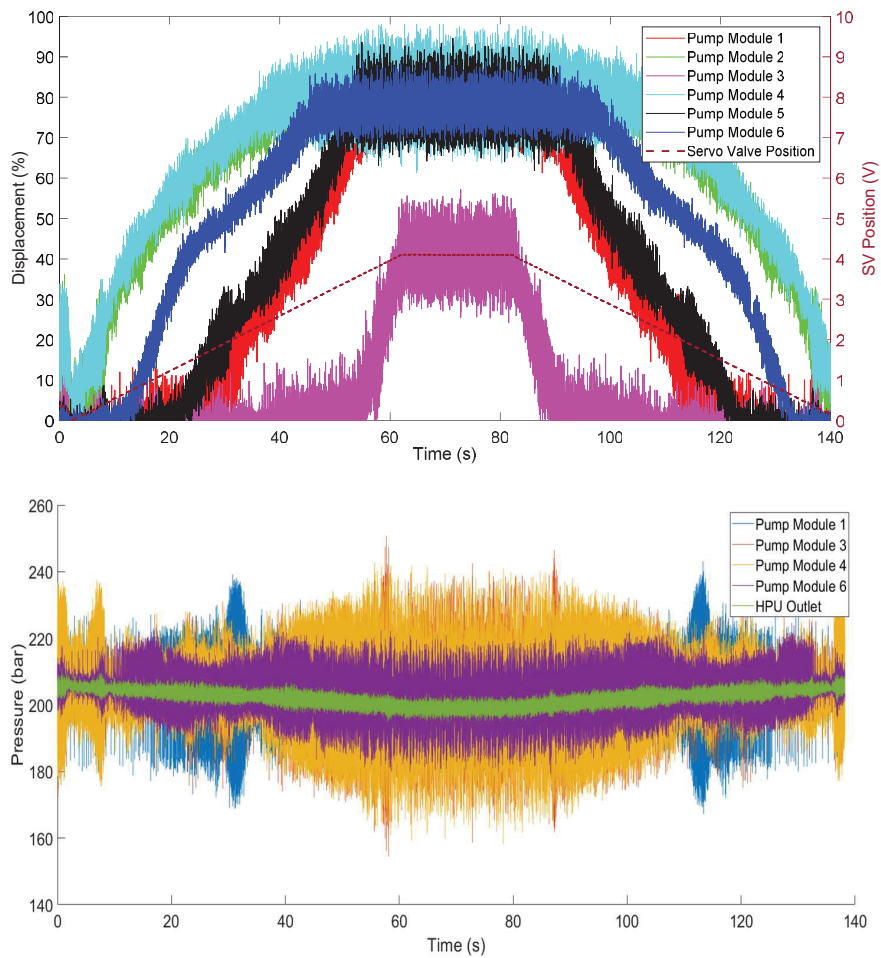 100
90
80
70
60
50
40
30
20
10
0
Displacement (%)
10
9
8
7
6
5
4
3
2
1
0
SV Position (V)
Pump Module 1
Pump Module 2
Pump Module 3
Pump Module 4
Pump Module 5
Pump Module 6
Servo Valve Position
0 20 40 60 80 100 120 140
Time (s)
260
240
220
200
180
160
140
Pressure (bar)
Pump Module 1
Pump Module 3
Pump Module 4
Pump Module 6
HPU Outlet
0 20 40 60 80 100 120 140
Time (s)